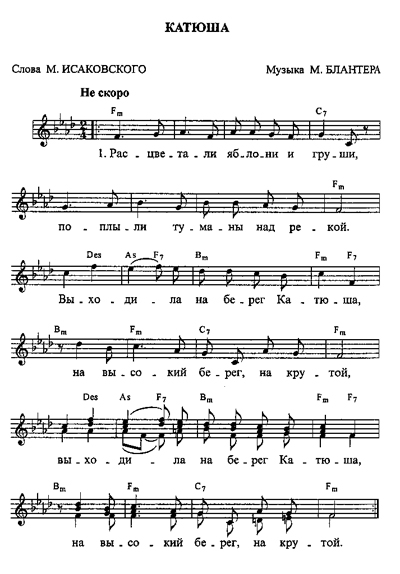 КАТЮША
Слова М. ИСАКОВСКОГО Музыка М. БЛАНТЕРА
Не скоро
Fm C7
2 4
1. Рас - цве - та - ли яб - ло - ни и гру - ши,
Fm
по - плы - ли ту - ма - ны над ре - кой.
Des As F7 Bm Fm F7
Вы - хо - ди - ла на бе - рег Ка - тю - ша,
Bm Fm C7 Fm
на вы - со - кий бе - рег, на кру - той,
Des As F7 Bm Fm F7
вы - хо - ди - ла на бе - рег Ка - тю - ша,
Bm Fm C7 Fm
на вы - со - кий бе - рег, на кру - той.